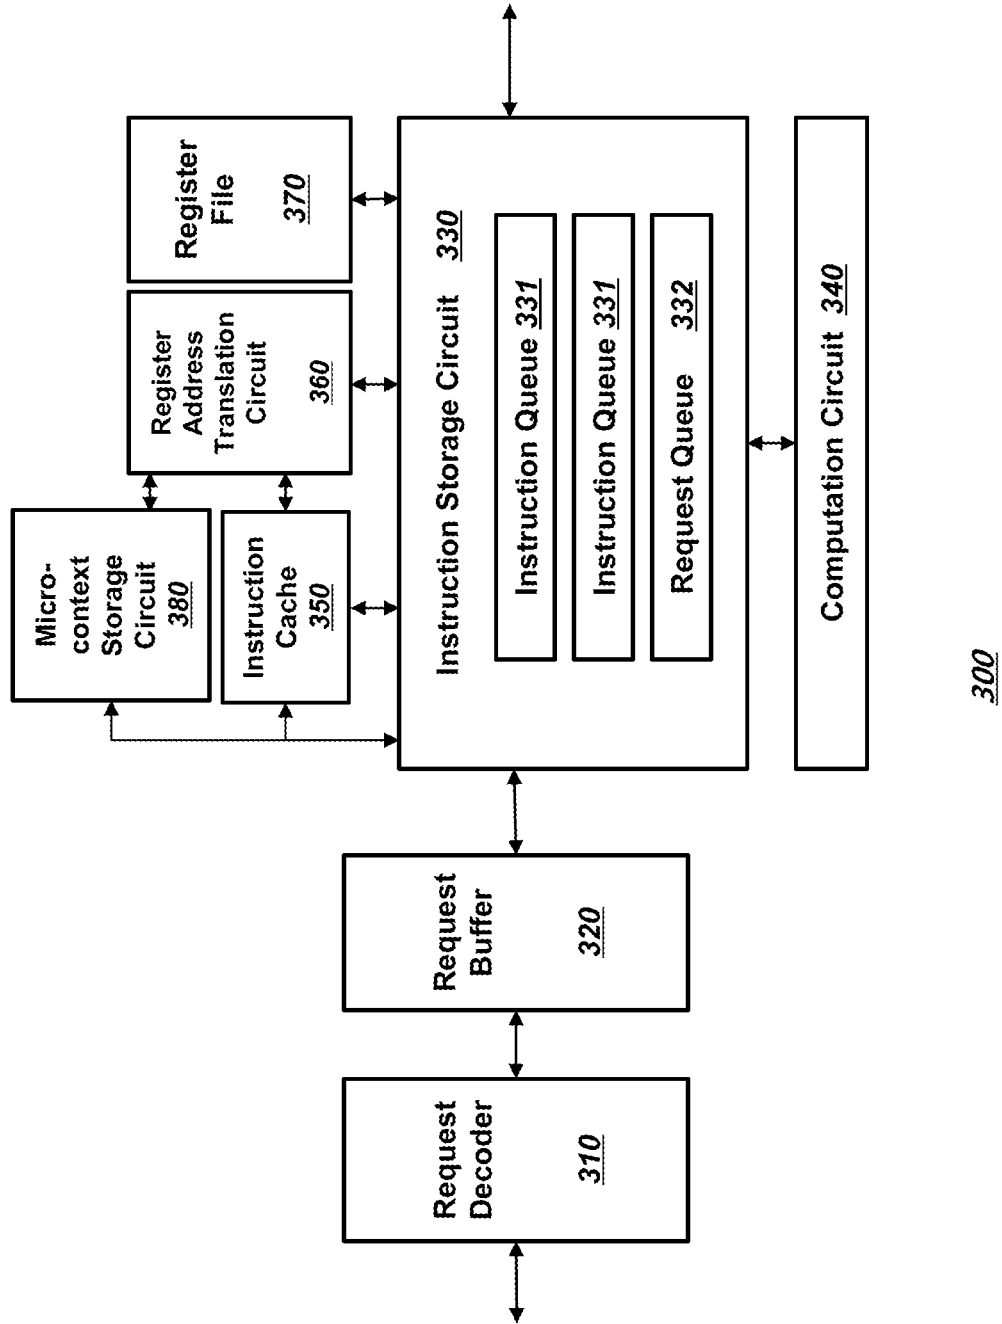 Micro-
context
Storage
Circuit
380
Instruction
Cache
350
Register
Address
Translation
Circuit
360
Register
File
370
Request
Decoder
310
Request
Buffer
320
Instruction Storage Circuit 330
Instruction Queue 331
Instruction Queue 331
Request Queue 332
Computation Circuit 340
300